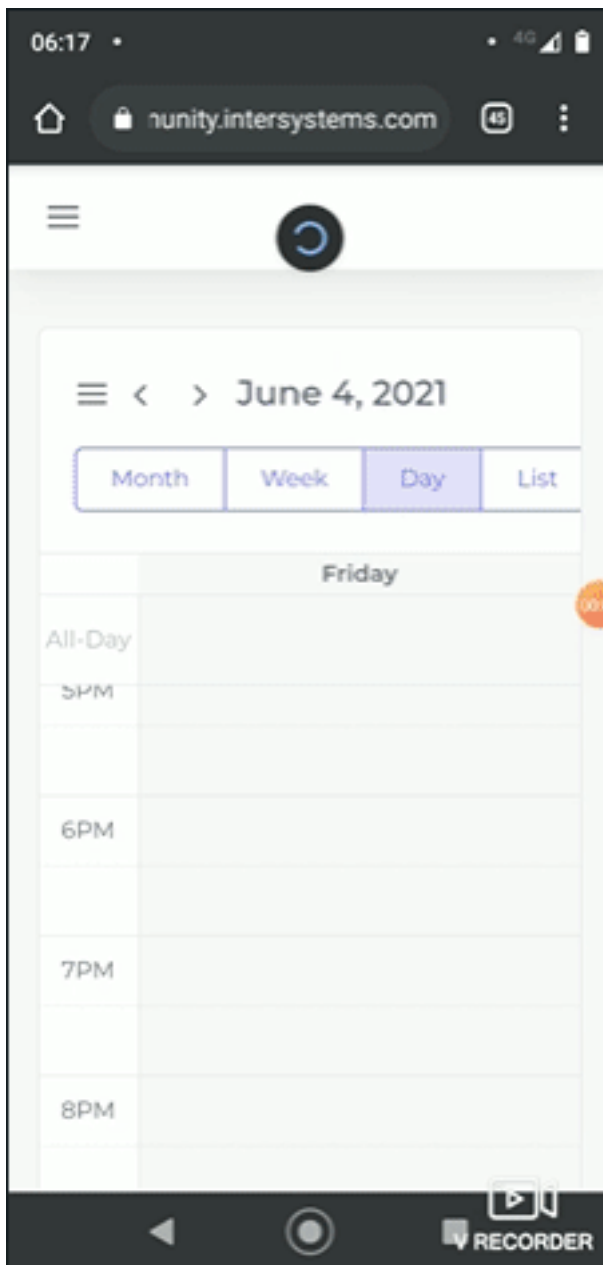 06:17
4G
nunity.intersystems.com
45
June 4, 2021
Month Week Day List
Friday
All-Day
5PM
6PM
7PM
8PM
V RECORDER